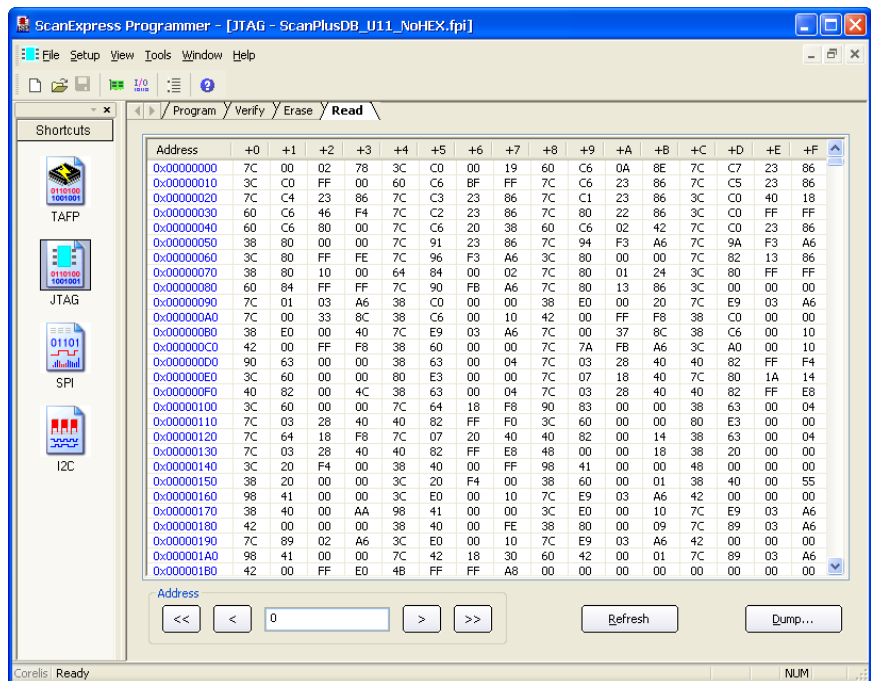 ScanExpress Programmer - [JTAG - ScanPlusDB_U11_NoHEX.fpi]
File Setup View Tools Window Help
Shortcuts
TAFP
JTAG
SPI
I2C
Program Verify Erase Read
Address +0 +1 +2 +3 +4 +5 +6 +7 +8 +9 +A +B +C +D +E +F
0x00000000 7C 00 02 78 3C C0 00 19 60 C6 0A 8E 7C C7 23 86
0x00000010 3C C0 FF 00 60 C6 BF FF 7C C6 23 86 7C C5 23 86
0x00000020 7C C4 23 86 7C C3 23 86 7C C1 23 86 3C C0 40 18
0x00000030 60 C6 46 F4 7C C2 23 86 7C 80 22 86 3C C0 FF FF
0x00000040 60 C6 80 00 7C C6 20 38 60 C6 02 42 7C C0 23 86
0x00000050 38 80 00 00 7C 91 23 86 7C 94 F3 A6 7C 9A F3 A6
0x00000060 3C 80 FF FE 7C 96 F3 A6 3C 80 00 00 7C 82 13 86
0x00000070 38 80 10 00 64 84 00 02 7C 80 01 24 3C 80 FF FF
0x00000080 60 84 FF FF 7C 90 FB A6 7C 80 13 86 3C 00 00 00
0x00000090 7C 01 03 A6 38 C0 00 00 38 E0 00 20 7C E9 03 A6
0x000000A0 7C 00 33 8C 38 C6 00 10 42 00 FF F8 38 C0 00 00
0x000000B0 38 E0 00 40 7C E9 03 A6 7C 00 37 8C 38 C6 00 10
0x000000C0 42 00 FF F8 38 60 00 00 7C 7A FB A6 3C A0 00 10
0x000000D0 90 63 00 00 38 63 00 04 7C 03 28 40 40 82 FF F4
0x000000E0 3C 60 00 00 80 E3 00 00 7C 07 18 40 7C 80 1A 14
0x000000F0 40 82 00 4C 38 63 00 04 7C 03 28 40 40 82 FF E8
0x00000100 3C 60 00 00 7C 64 18 F8 90 83 00 00 38 63 00 04
0x00000110 7C 03 28 40 40 82 FF F0 3C 60 00 00 80 E3 00 00
0x00000120 7C 64 18 F8 7C 07 20 40 40 82 00 14 38 63 00 04
0x00000130 7C 03 28 40 40 82 FF E8 48 00 00 18 38 20 00 00
0x00000140 3C 20 F4 00 38 40 00 FF 98 41 00 00 48 00 00 00
0x00000150 38 20 00 00 3C 20 F4 00 38 60 00 01 38 40 00 55
0x00000160 98 41 00 00 3C E0 00 10 7C E9 03 A6 42 00 00 00
0x00000170 38 40 00 AA 98 41 00 00 3C E0 00 10 7C E9 03 A6
0x00000180 42 00 00 00 38 40 00 FE 38 80 00 09 7C 89 03 A6
0x00000190 7C 89 02 A6 3C E0 00 10 7C E9 03 A6 42 00 00 00
0x000001A0 98 41 00 00 7C 42 18 30 60 42 00 01 7C 89 03 A6
0x000001B0 42 00 FF E0 4B FF FF A8 00 00 00 00 00 00 00 00
Address
<< < 0 > >> Refresh Dump...
Corelis Ready NUM